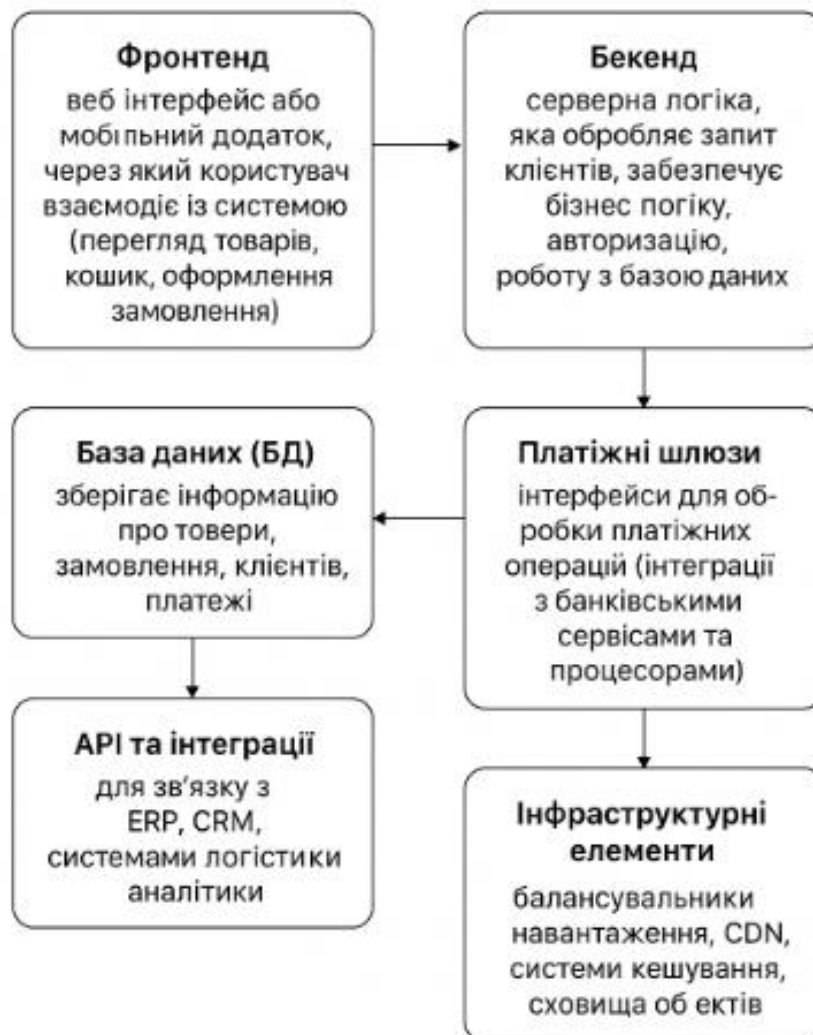 Фронтенд
веб інтерфейс або
мобільний додаток,
через який користувач
взаємодіє із системою
(перегляд товарів,
кошик, оформлення
замовлення)
Бекенд
серверна логіка,
яка обробляє запит
клієнтів, забезпечує
бізнес погіку,
авторизацію,
роботу з базою даних
База даних (БД)
зберігає інформацію
про товери,
замовлення, клієнтів,
платежі
Платіжні шлюзи
інтерфейси для об-
робки платіжних
операцій (інтеграції
з банківськими
сервісами та
процесорами)
API та інтеграції
для зв’язку з
ERP, CRM,
системами логістики
аналітики
Інфраструктурні
елементи
балансувальники
навантаження, CDN,
системи кешування,
сховища об ектів